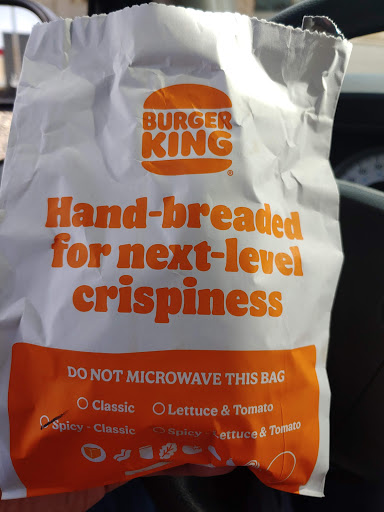 BURGER
KING
®
Hand-breaded
for next-level
crispiness
DO NOT MICROWAVE THIS BAG
Classic Lettuce & Tomato
Spicy - Classic Spicy - Lettuce & Tomato